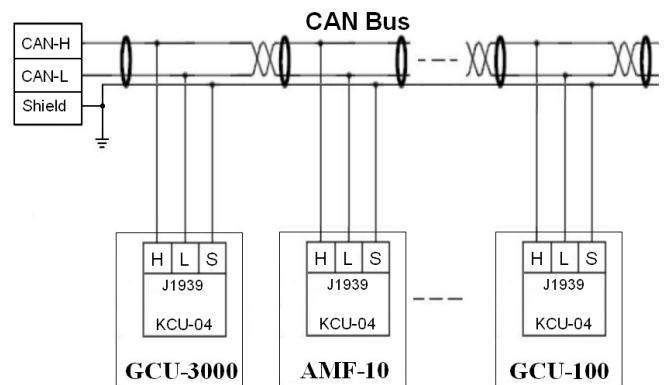 CAN Bus
CAN-H
CAN-L
Shield
H L S
J1939
KCU-04
GCU-3000
H L S
J1939
KCU-04
AMF-10
H L S
J1939
KCU-04
GCU-100